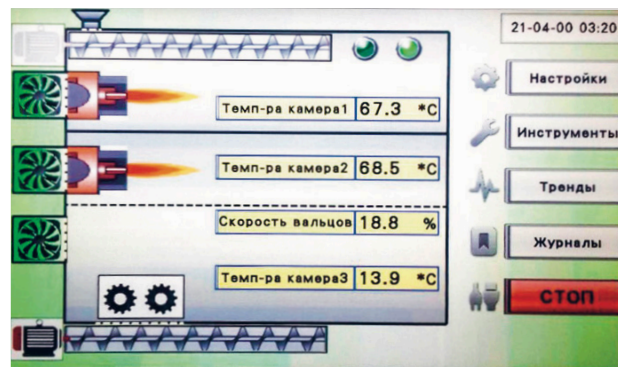 21-04-00 03:20
Настройки
Темп-ра камера1 67.3 *C
Инструменты
Темп-ра камера2 68.5 *C
Тренды
Скорость вальцов 18.8 %
Журналы
Темп-ра камера3 13.9 *C
СТОП